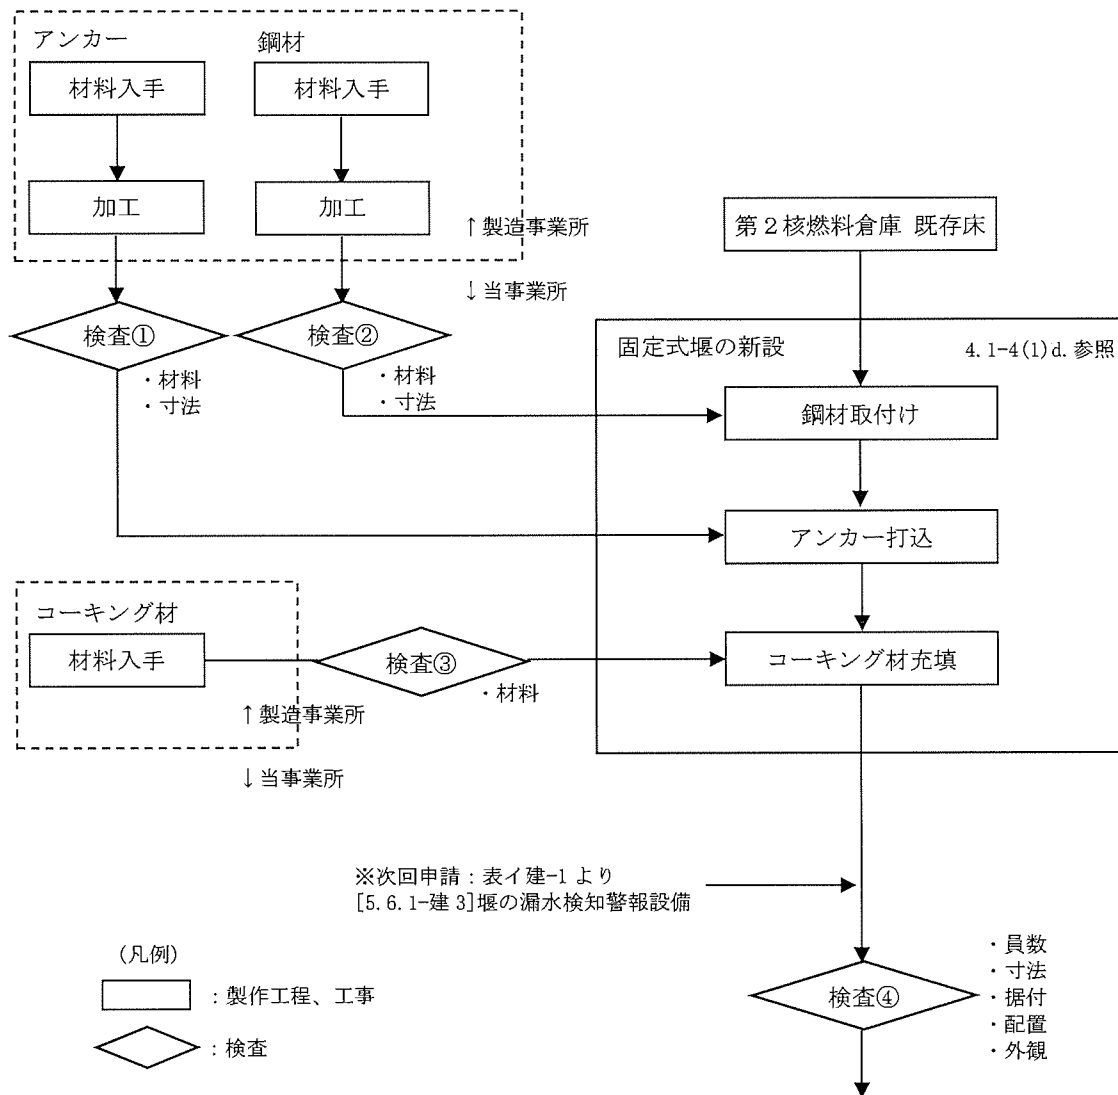 アンカー
鋼材
材料入手
材料入手
加工
加工
↑製造事業所
↓当事業所
検査①
・材料
・寸法
検査②
・材料
・寸法
第2核燃料倉庫 既存床
固定式堰の新設
4.1-4(1)d.参照
鋼材取付け
アンカー打込
コーキング材充填
コーキング材
材料入手
検査③
・材料
↑製造事業所
↓当事業所
※次回申請：表イ建-1より
[5.6.1-建3]堰の漏水検知警報設備
検査④
・員数
・寸法
・据付
・配置
・外観
(凡例)
：製作工程、工事
：検査